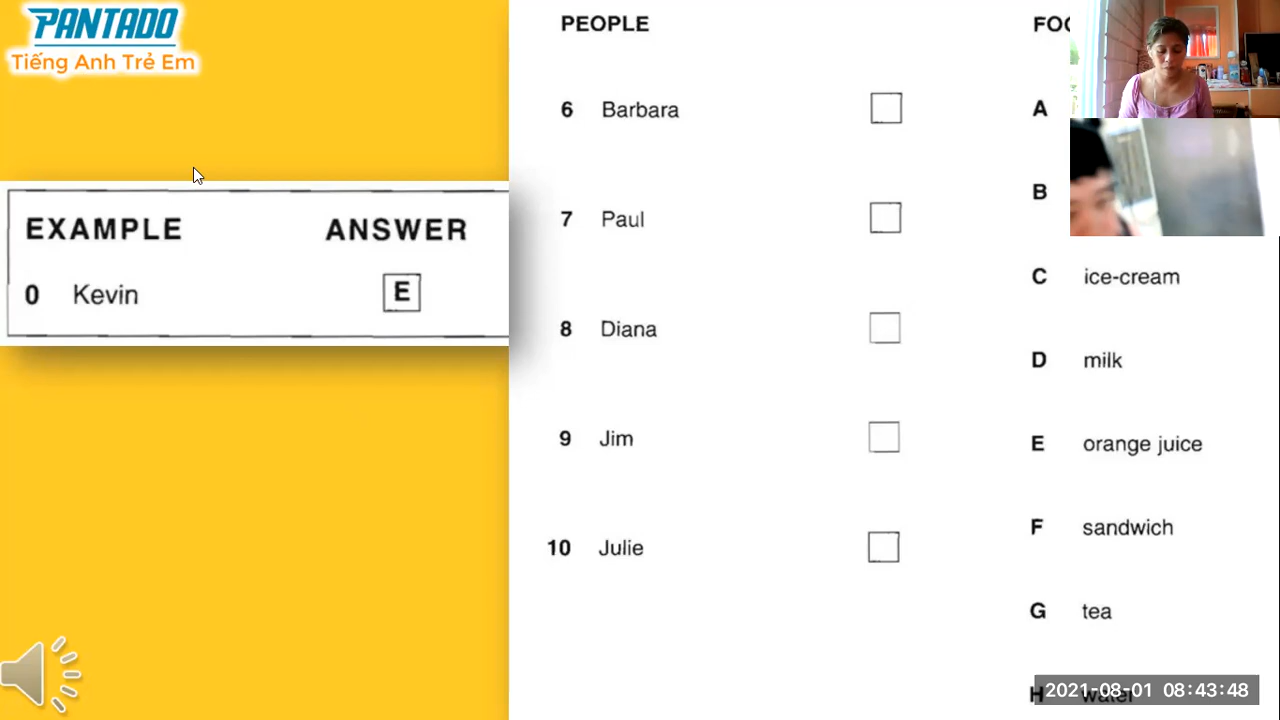 PANTADO
Tiếng Anh Trẻ Em
EXAMPLE ANSWER
0 Kevin E
PEOPLE
6 Barbara
7 Paul
8 Diana
9 Jim
10 Julie
A
B
C ice-cream
D milk
E orange juice
F sandwich
G tea
H water
2021-08-01 08:43:48